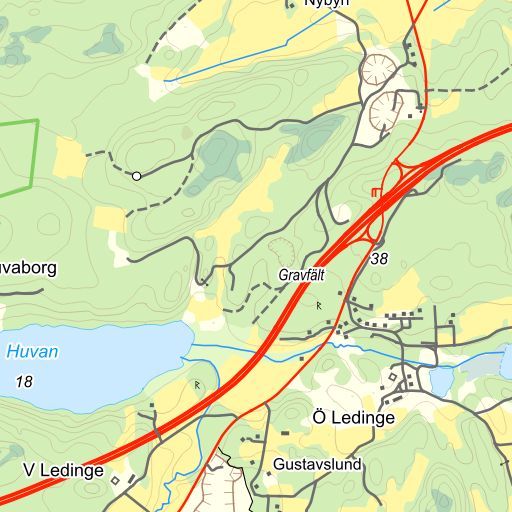 Nybyn
uvaborg
Gravfält
38
R
Huvan
18
R
Ö Ledinge
V Ledinge
Gustavslund